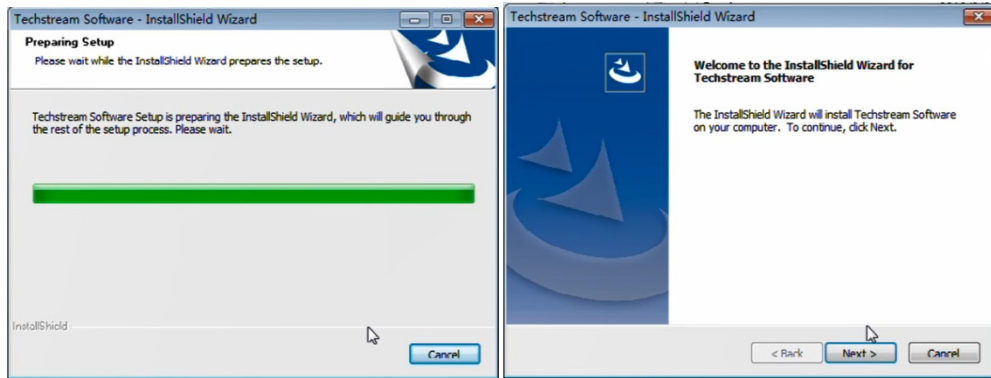 Techstream Software - InstallShield Wizard
Preparing Setup
Please wait while the InstallShield Wizard prepares the setup.
Techstream Software Setup is preparing the InstallShield Wizard, which will guide you through
the rest of the setup process. Please wait.
InstallShield
Cancel
Techstream Software - InstallShield Wizard
Welcome to the InstallShield Wizard for
Techstream Software
The InstallShield Wizard will install Techstream Software
on your computer. To continue, click Next.
< Back
Next >
Cancel